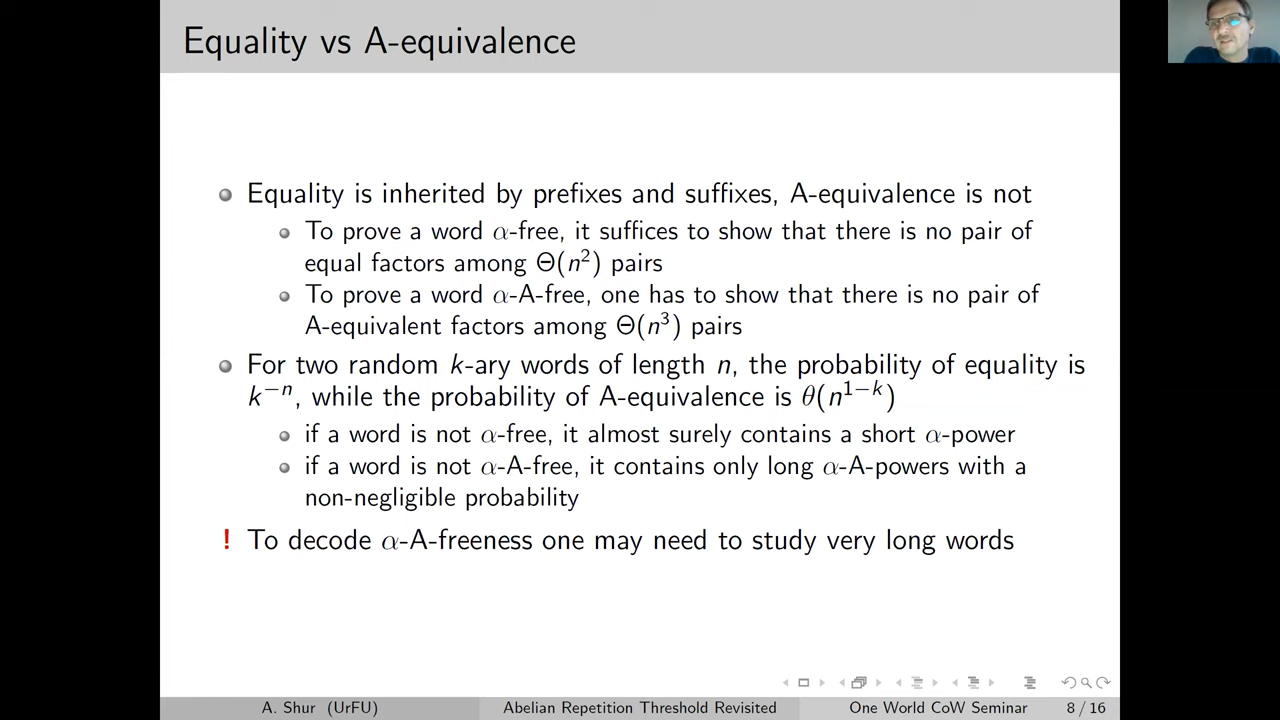 Equality vs A-equivalence
Equality is inherited by prefixes and suffixes, A-equivalence is not
To prove a word α-free, it suffices to show that there is no pair of
equal factors among Θ(n²) pairs
To prove a word α-A-free, one has to show that there is no pair of
A-equivalent factors among Θ(n³) pairs
For two random k-ary words of length n, the probability of equality is
k⁻ⁿ, while the probability of A-equivalence is θ(n¹⁻ᵏ)
if a word is not α-free, it almost surely contains a short α-power
if a word is not α-A-free, it contains only long α-A-powers with a
non-negligible probability
! To decode α-A-freeness one may need to study very long words
A. Shur (UrFU) Abelian Repetition Threshold Revisited One World CoW Seminar 8 / 16